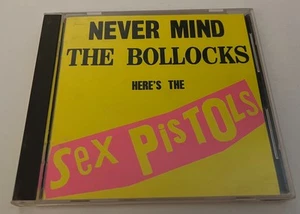 NEVER MIND
THE BOLLOCKS
HERE'S THE
Sex PiSTOLs